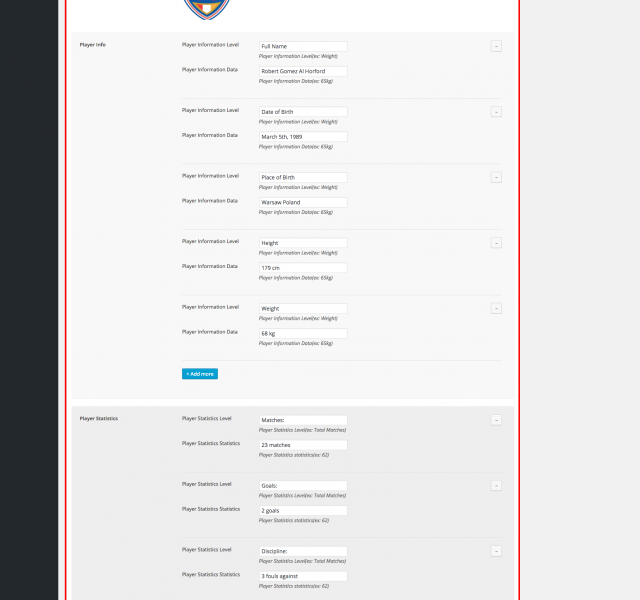 Player Info
Player Information Level
Full Name
Player Information Level(ex: Weight)
Player Information Data
Robert Gomez Al Horford
Player Information Data(ex: 65kg)
Player Information Level
Date of Birth
Player Information Level(ex: Weight)
Player Information Data
March 5th, 1989
Player Information Data(ex: 65kg)
Player Information Level
Place of Birth
Player Information Level(ex: Weight)
Player Information Data
Warsaw Poland
Player Information Data(ex: 65kg)
Player Information Level
Height
Player Information Level(ex: Weight)
Player Information Data
179 cm
Player Information Data(ex: 65kg)
Player Information Level
Weight
Player Information Level(ex: Weight)
Player Information Data
68 kg
Player Information Data(ex: 65kg)
+ Add more
Player Statistics
Player Statistics Level
Matches:
Player Statistics Level(ex: Total Matches)
Player Statistics Statistics
23 matches
Player Statistics statistics(ex: 62)
Player Statistics Level
Goals:
Player Statistics Level(ex: Total Matches)
Player Statistics Statistics
2 goals
Player Statistics statistics(ex: 62)
Player Statistics Level
Discipline:
Player Statistics Level(ex: Total Matches)
Player Statistics Statistics
3 fouls against
Player Statistics statistics(ex: 62)